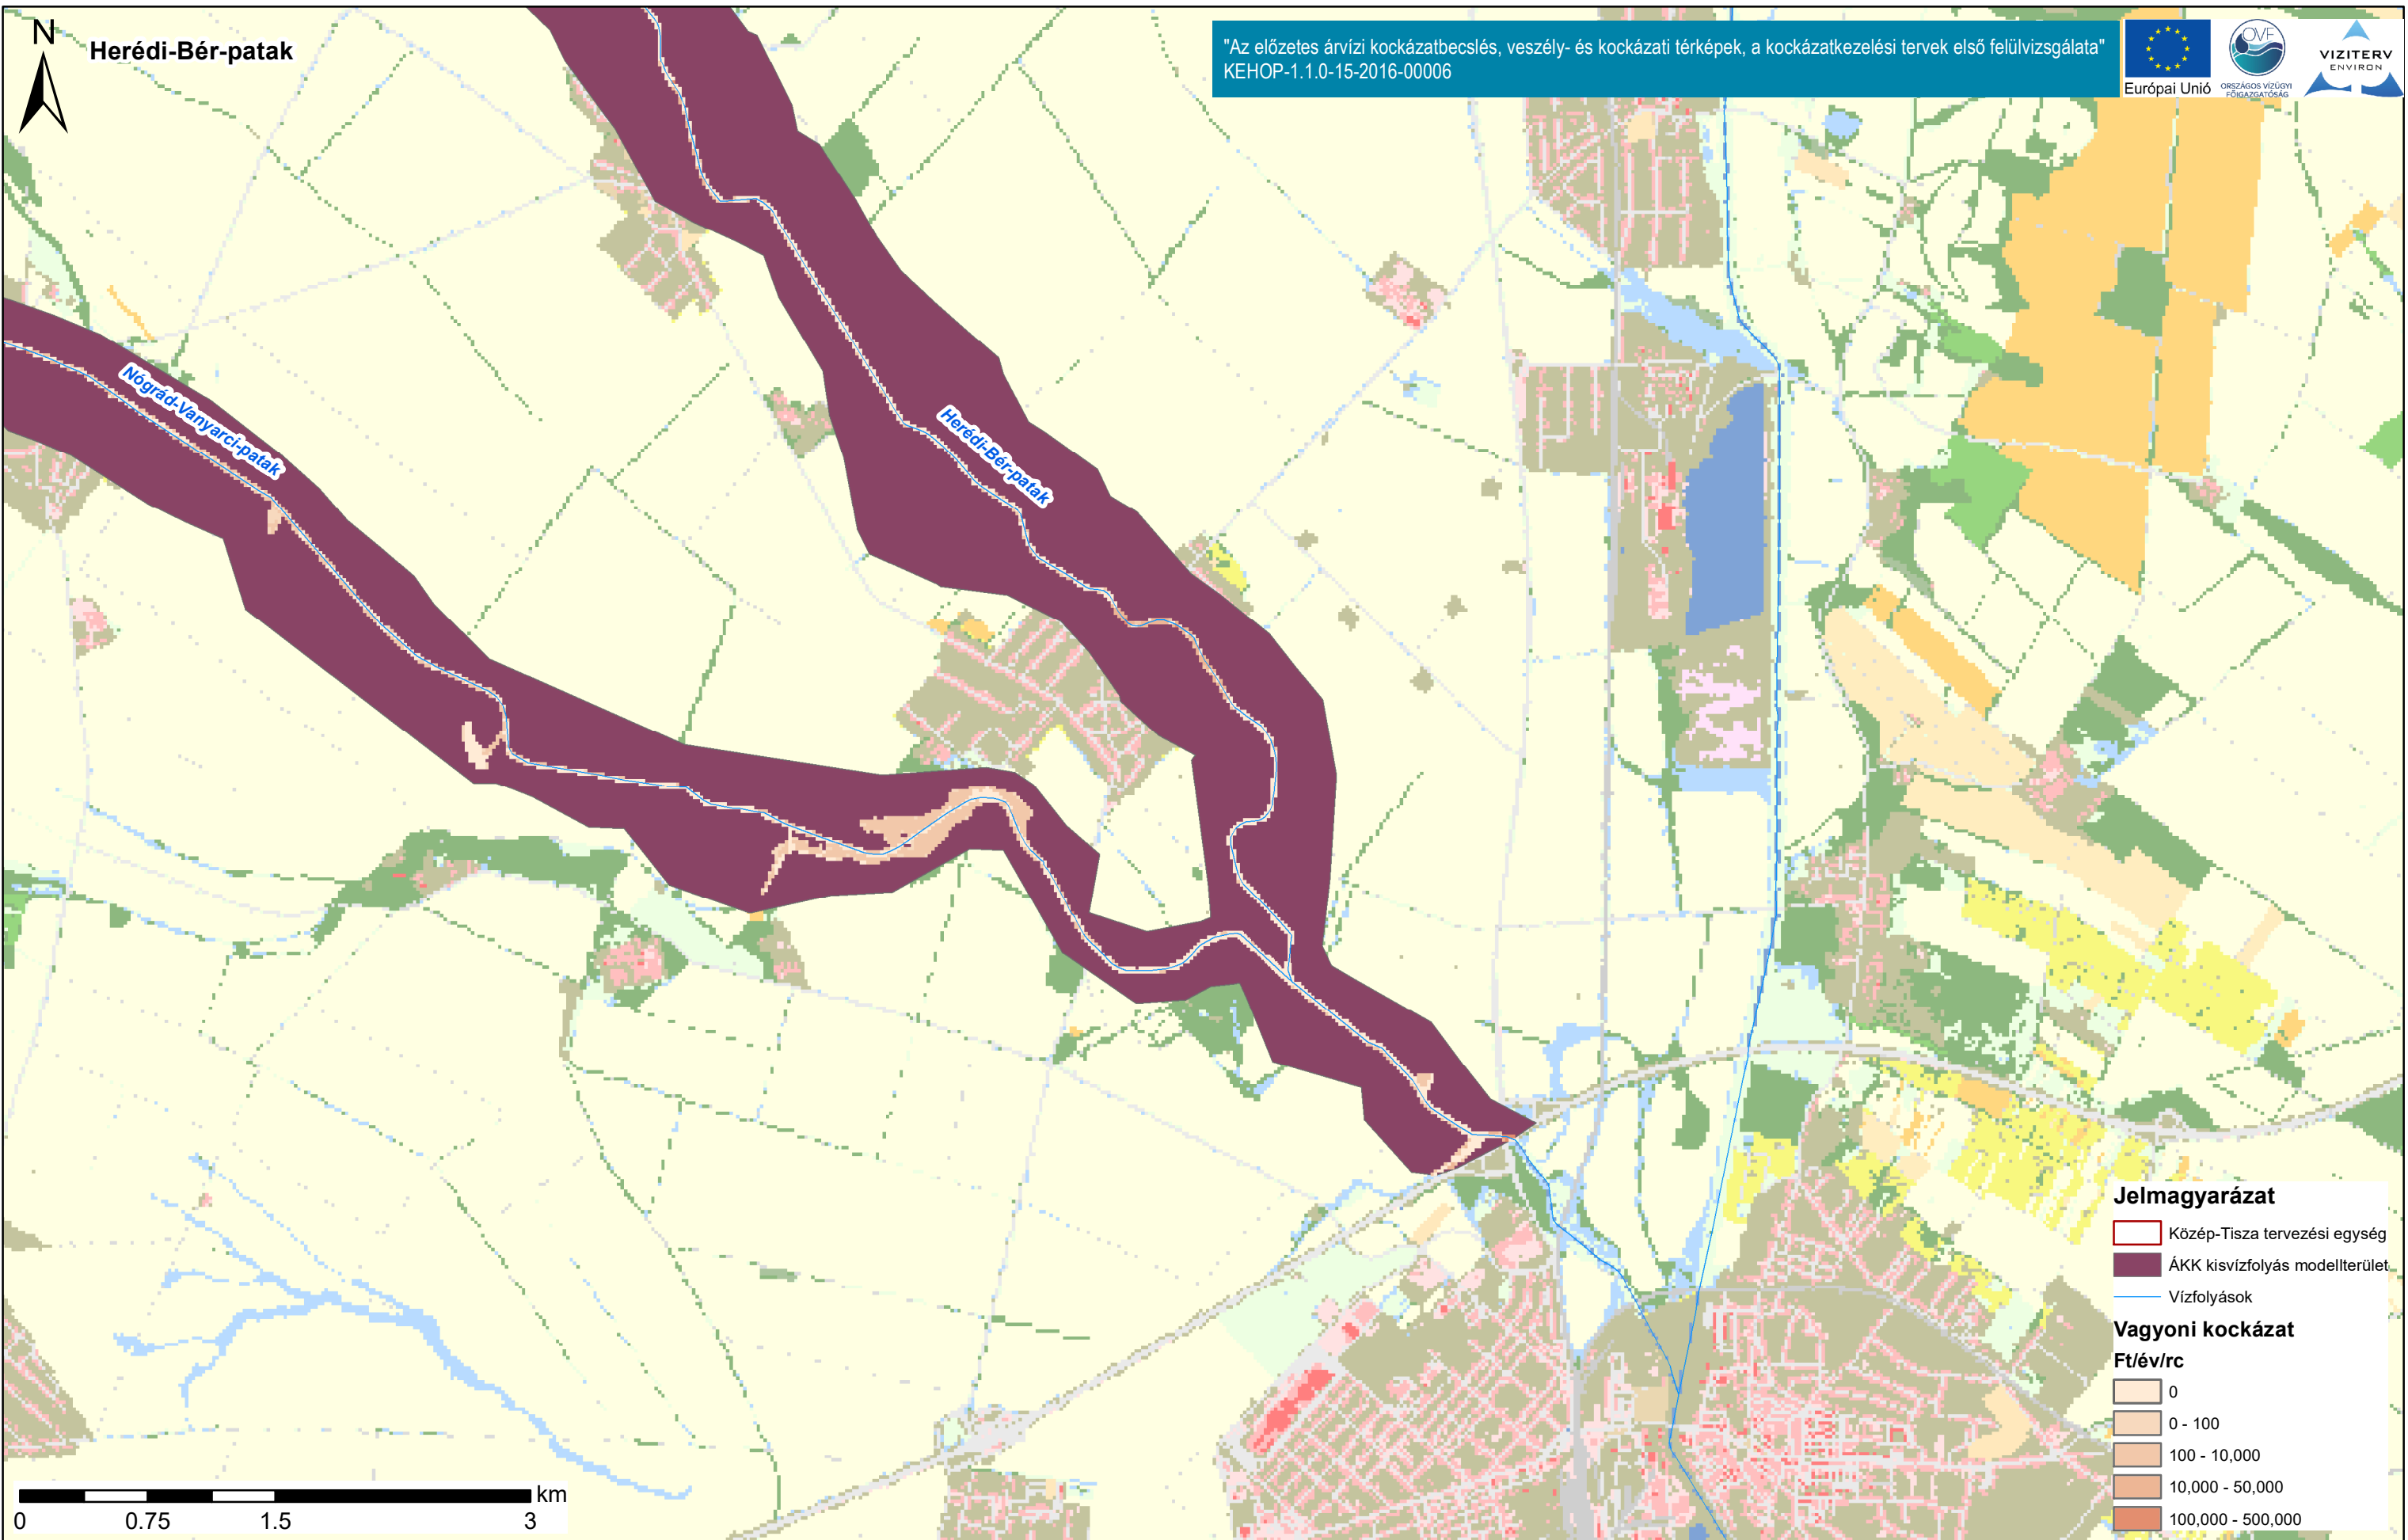 N
Herédi-Bér-patak
"Az előzetes árvízi kockázatbecslés, veszély- és kockázati térképek, a kockázatkezelési tervek első felülvizsgálata"
KEHOP-1.1.0-15-2016-00006
Európai Unió
OVF
ORSZÁGOS VÍZÜGYI
FŐIGAZGATÓSÁG
VIZITERV
ENVIRON
Nógrád-Vanyarci-patak
Herédi-Bér-patak
Jelmagyarázat
Közép-Tisza tervezési egység
ÁKK kisvízfolyás modellterület
Vízfolyások
Vagyoni kockázat
Ft/év/rc
0
0 - 100
100 - 10,000
10,000 - 50,000
100,000 - 500,000
km
0 0.75 1.5 3